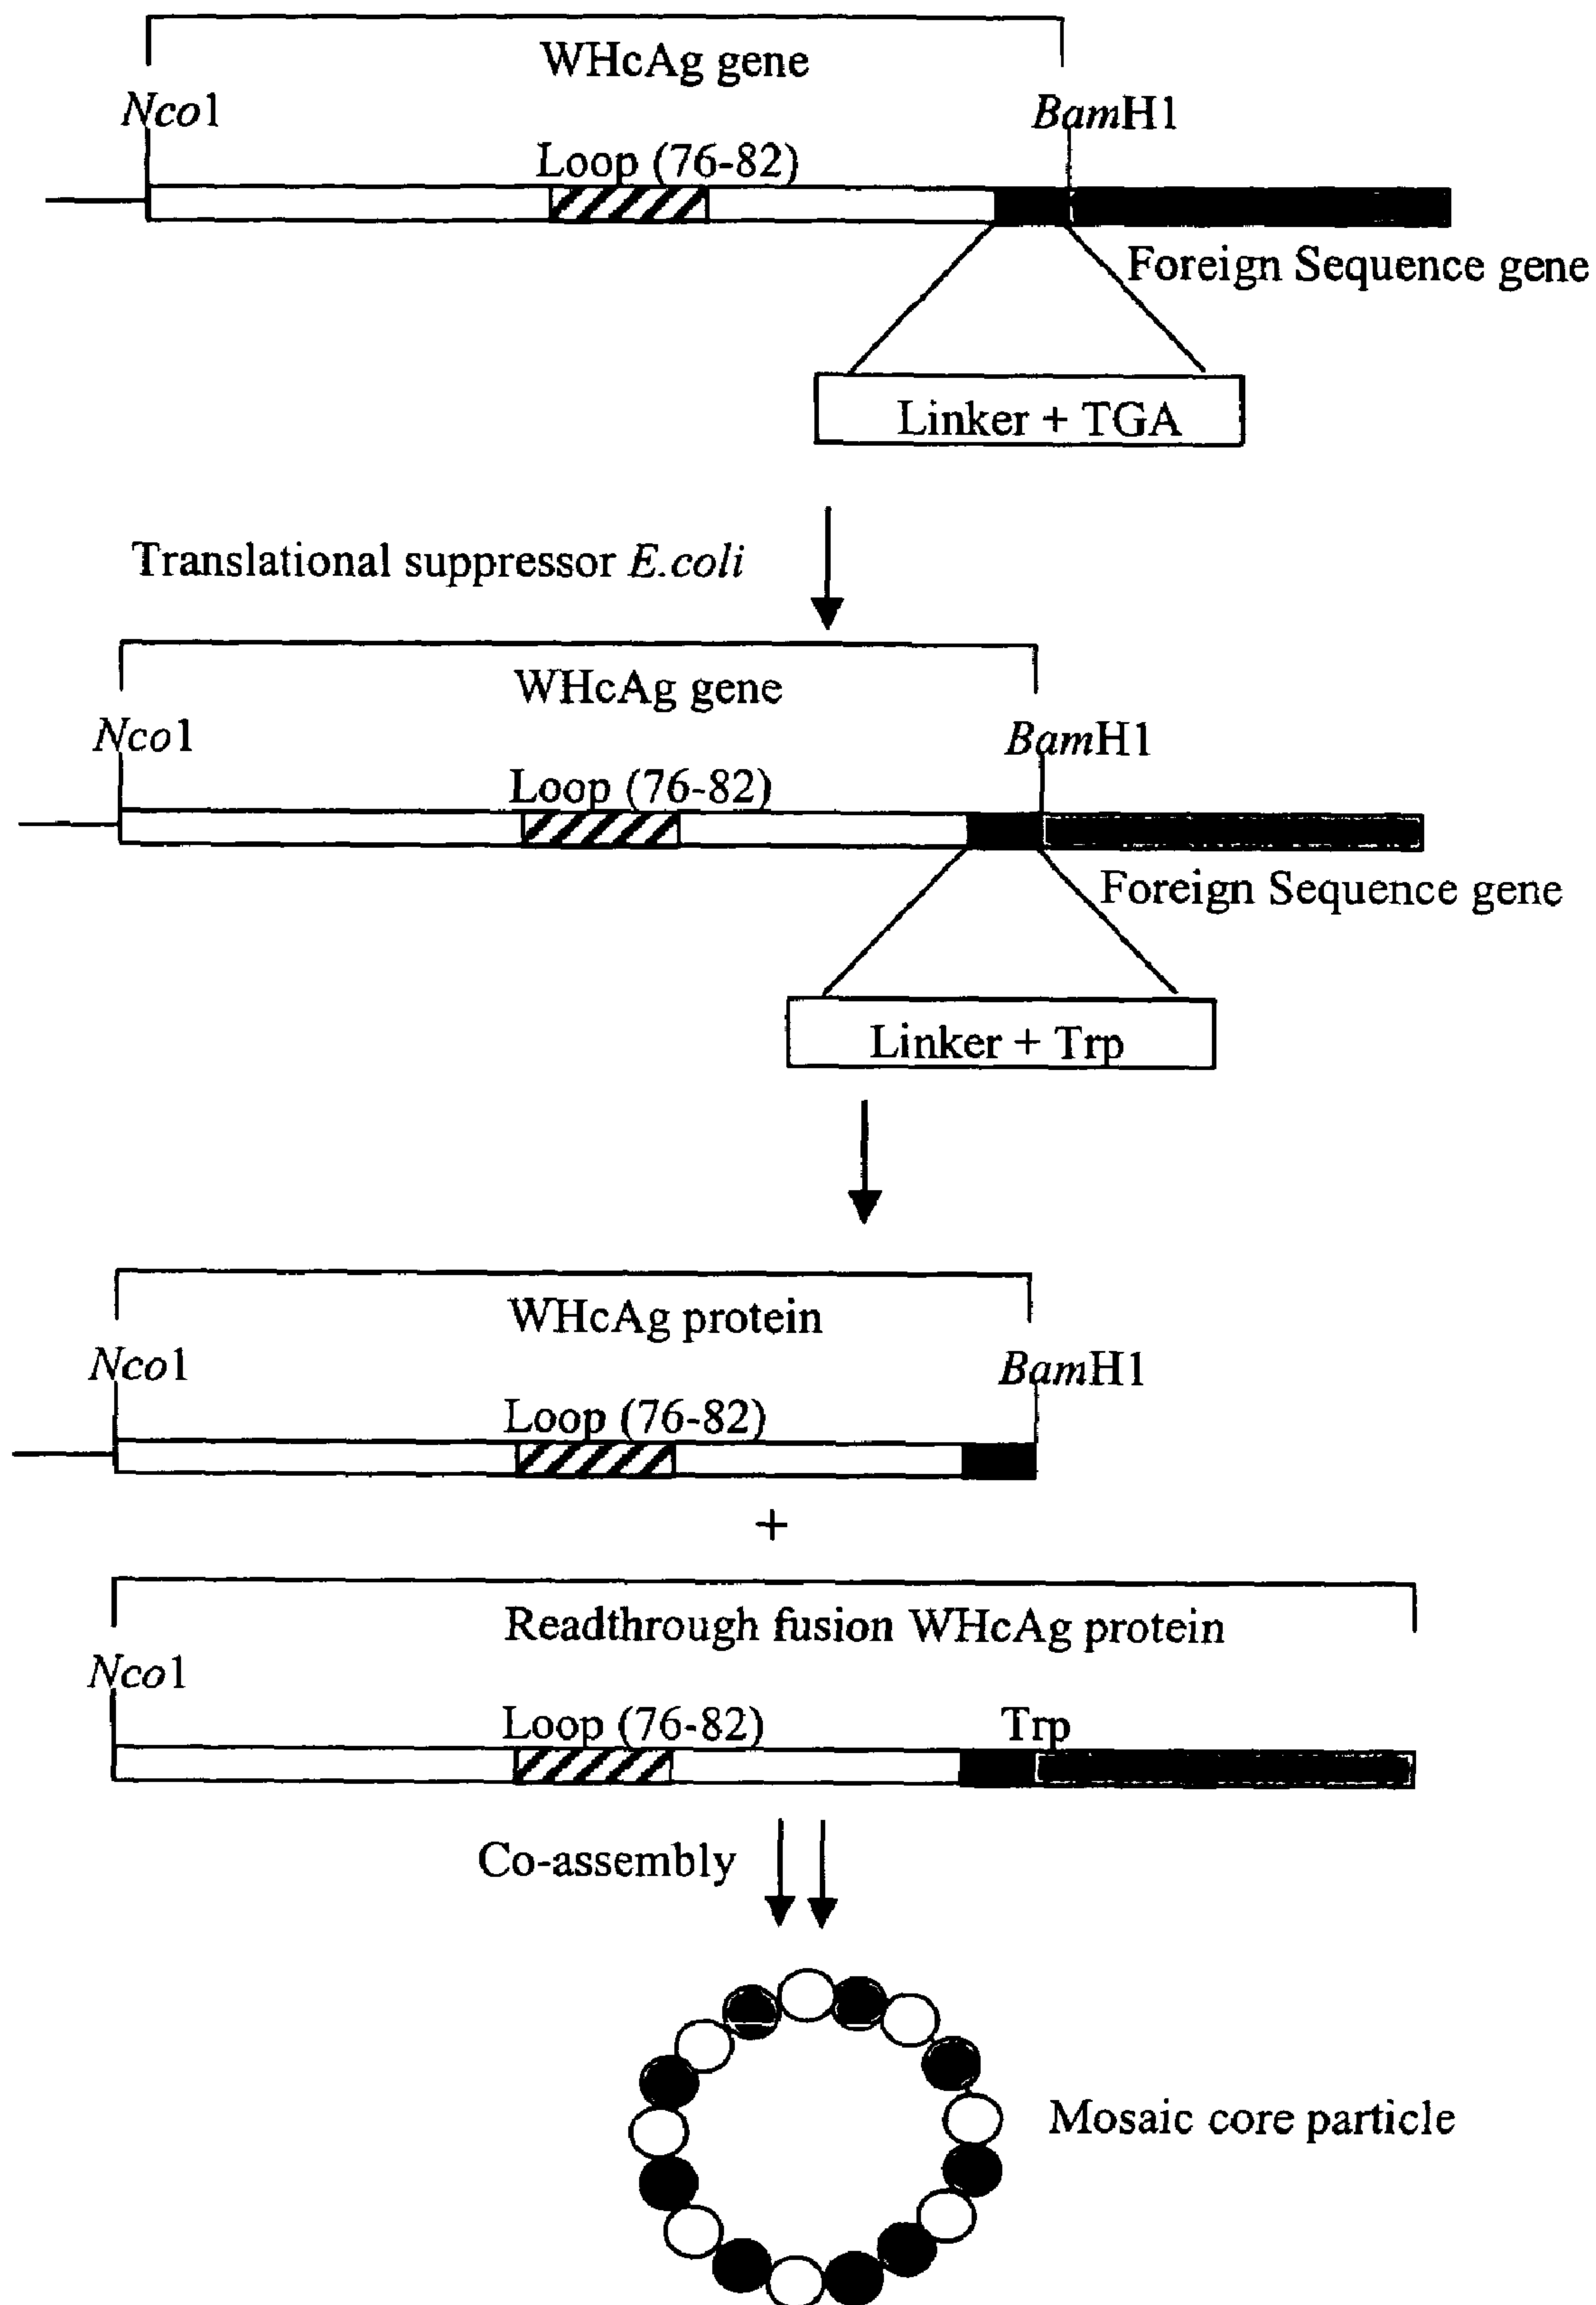 WHcAg gene
Nco1
BamH1
Loop (76-82)
Foreign Sequence gene
Linker + TGA
Translational suppressor E.coli
WHcAg gene
Nco1
BamH1
Loop (76-82)
Foreign Sequence gene
Linker + Trp
WHcAg protein
Nco1
BamH1
Loop (76-82)
+
Readthrough fusion WHcAg protein
Nco1
Loop (76-82)
Trp
Co-assembly
Mosaic core particle